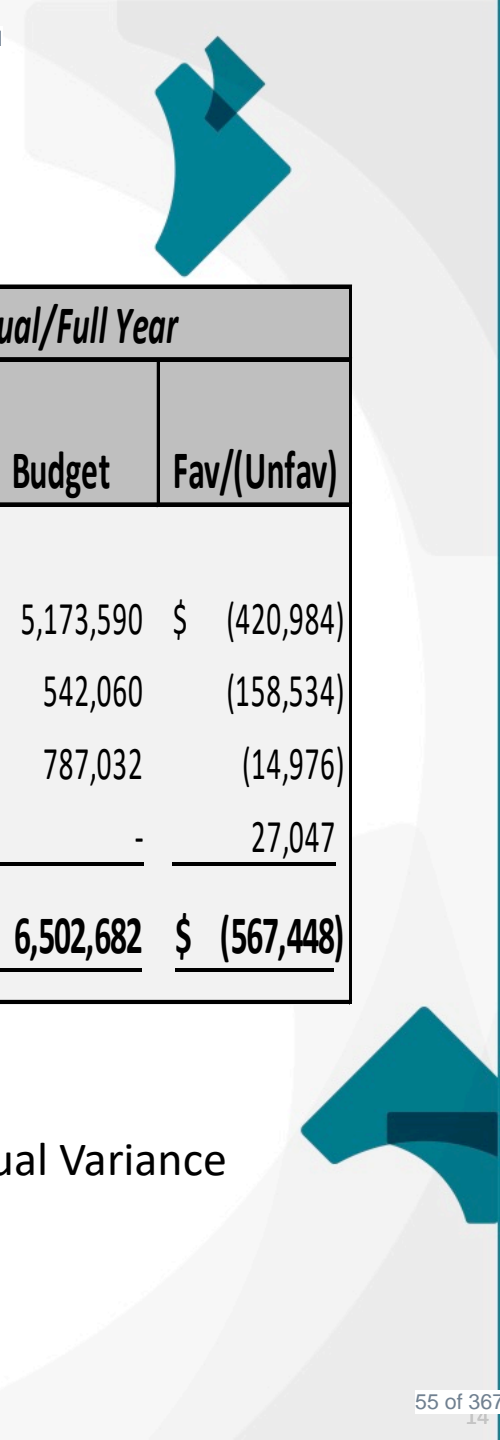 ual/Full Year
Budget Fav/(Unfav)
5,173,590 $ (420,984)
542,060 (158,534)
787,032 (14,976)
- 27,047
6,502,682 $ (567,448)
ual Variance
55 of 367
14